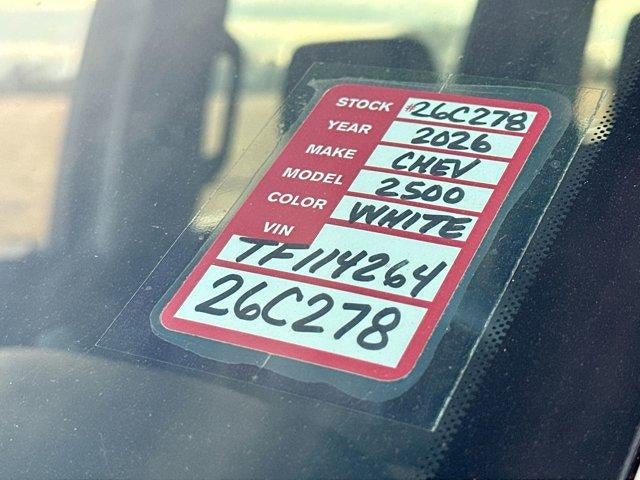 STOCK #26C278
YEAR 2026
MAKE CHEV
MODEL 2500
COLOR WHITE
VIN
TF114264
26C278